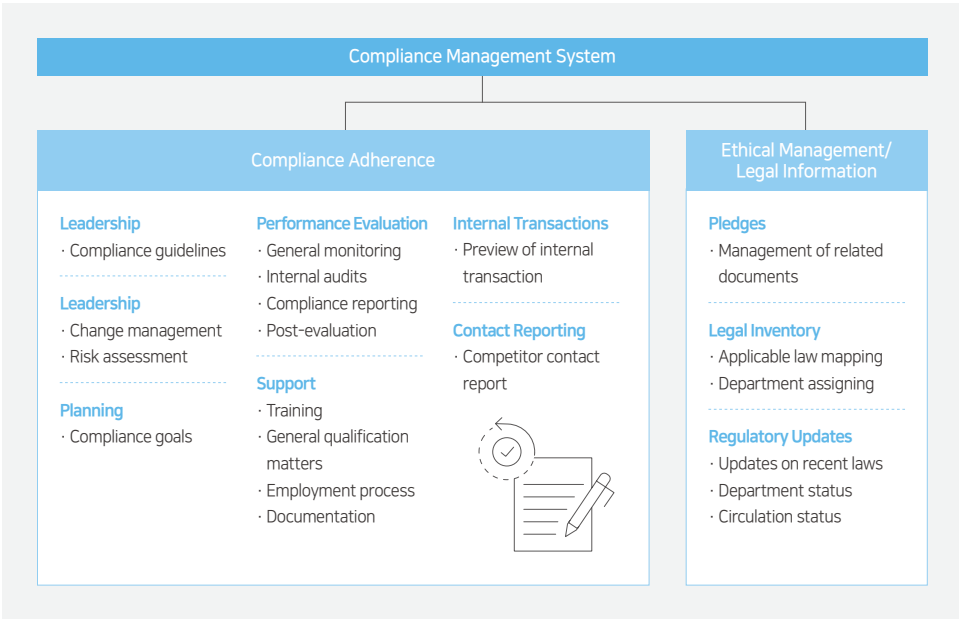 Compliance Management System
Compliance Adherence
Leadership
· Compliance guidelines
Leadership
· Change management
· Risk assessment
Planning
· Compliance goals
Performance Evaluation
· General monitoring
· Internal audits
· Compliance reporting
· Post-evaluation
Support
· Training
· General qualification
matters
· Employment process
· Documentation
Internal Transactions
· Preview of internal
transaction
Contact Reporting
· Competitor contact
report
Ethical Management/
Legal Information
Pledges
· Management of related
documents
Legal Inventory
· Applicable law mapping
· Department assigning
Regulatory Updates
· Updates on recent laws
· Department status
· Circulation status